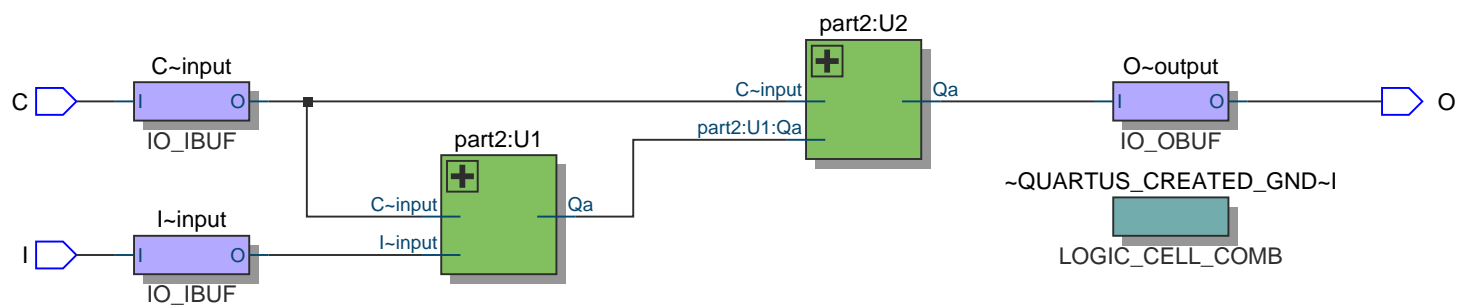 part2:U2
C~input
O~output
C
I
O
C~input
Qa
I
O
O
IO_IBUF
part2:U1
part2:U1:Qa
IO_OBUF
~QUARTUS_CREATED_GND~I
C~input
Qa
I~input
I~input
I
I
O
LOGIC_CELL_COMB
IO_IBUF